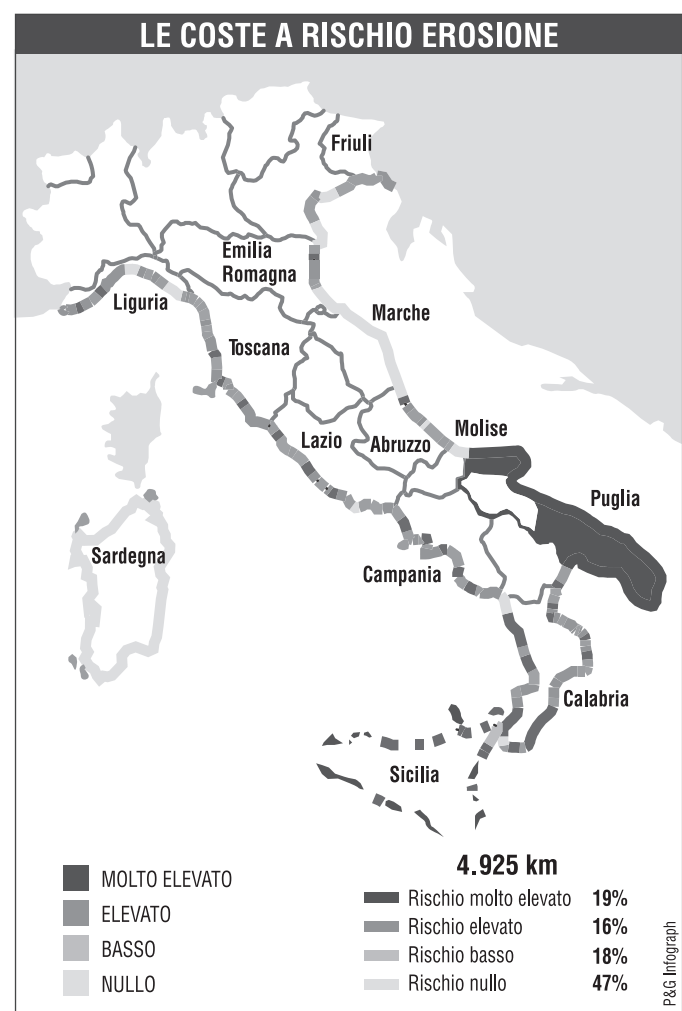 LE COSTE A RISCHIO EROSIONE
Friuli
Emilia
Romagna
Liguria
Marche
Toscana
Lazio
Abruzzo
Molise
Puglia
Sardegna
Campania
Calabria
Sicilia
MOLTO ELEVATO
ELEVATO
BASSO
NULLO
4.925 km
Rischio molto elevato 19%
Rischio elevato 16%
Rischio basso 18%
Rischio nullo 47%
P&G Infograph